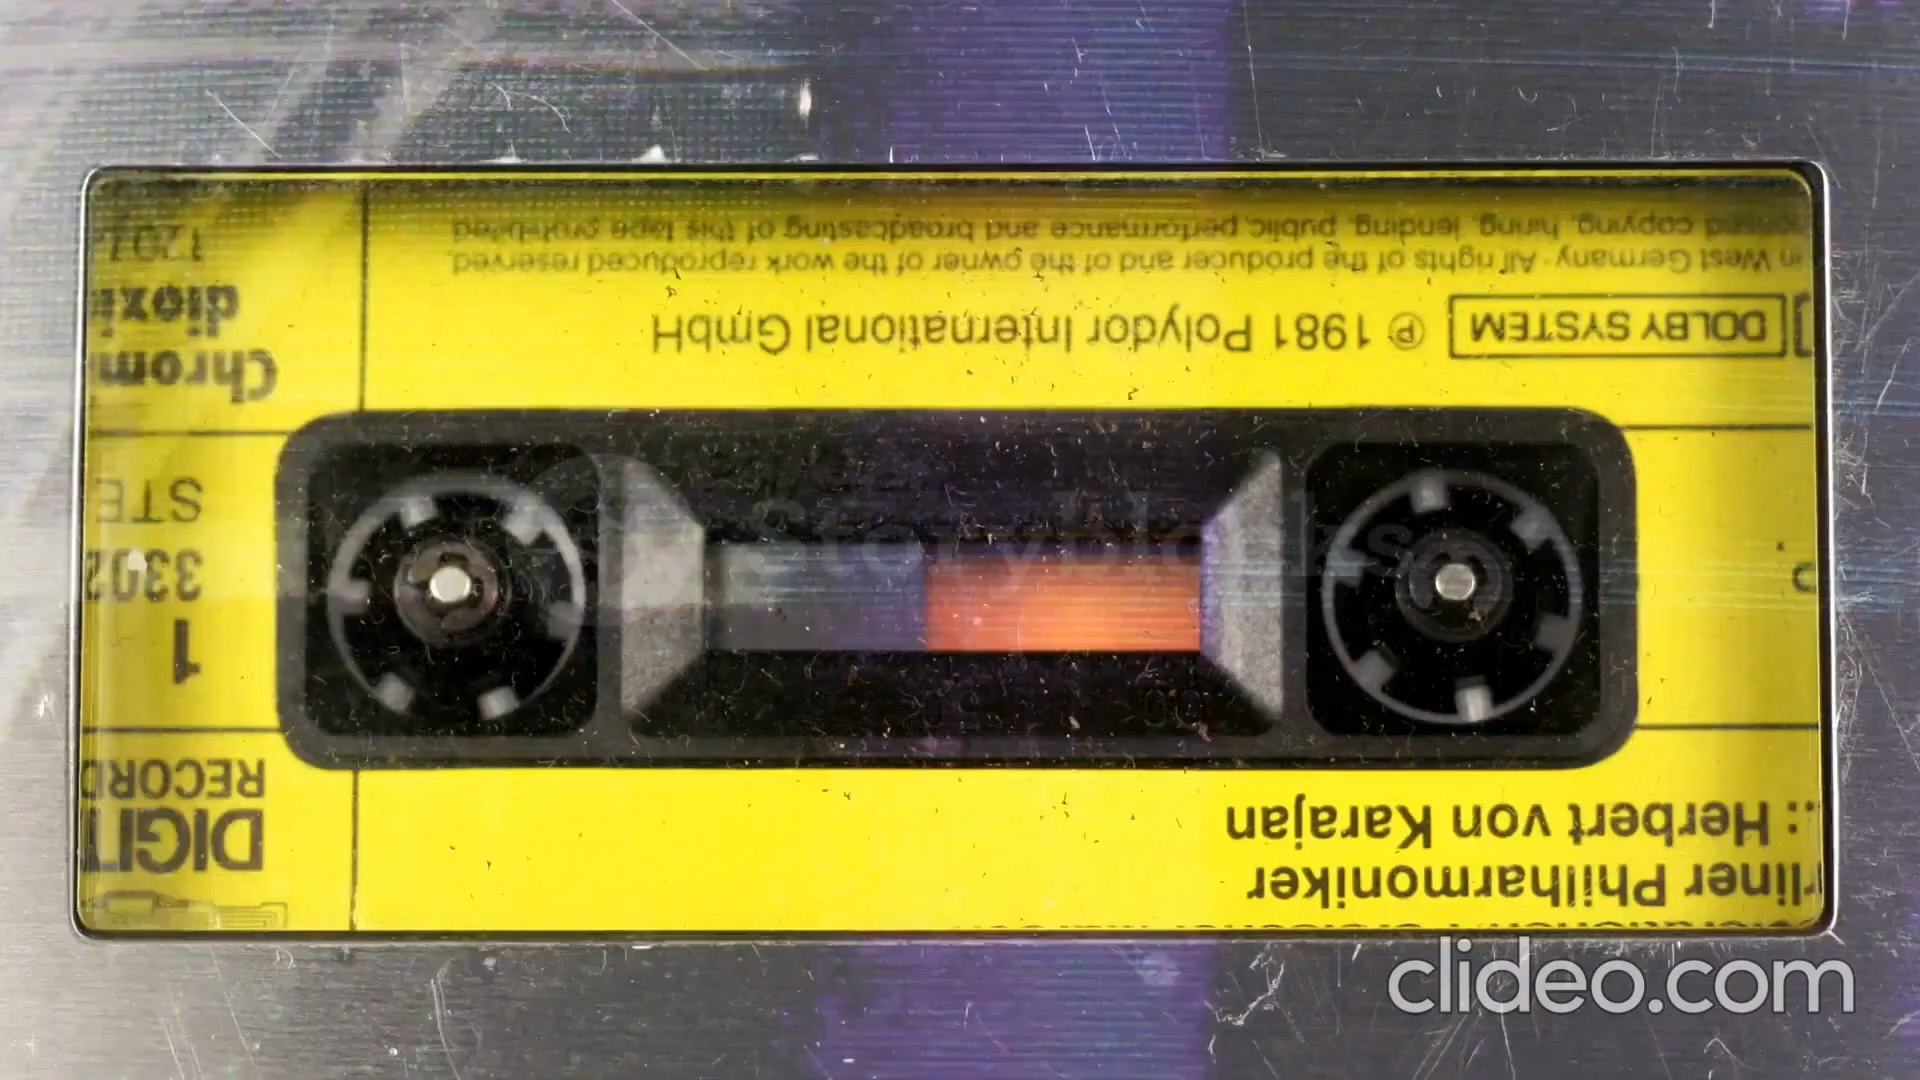 rliner Philharmoniker
.: Herbert von Karajan
DIGIT
RECORD
1
3302
STE
Storyblocks
Chrom
dioxi
DOLBY SYSTEM ℗ 1981 Polydor International GmbH
in West Germany · All rights of the producer and of the owner of the work reproduced reserved.
copying, hiring, lending, public performance and broadcasting of this tape prohibited
clideo.com